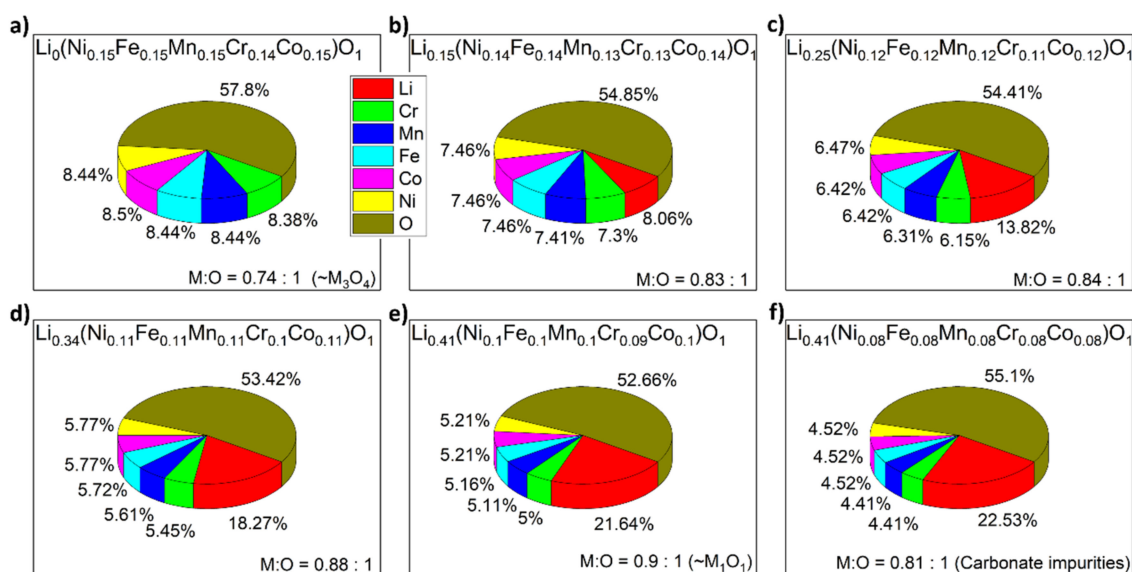 a)
Li₀(Ni₀.₁₅Fe₀.₁₅Mn₀.₁₅Cr₀.₁₄Co₀.₁₅)O₁
57.8%
8.44%
8.5%
8.44%
8.44%
8.38%
M:O = 0.74 : 1 (~M₃O₄)
Li
Cr
Mn
Fe
Co
Ni
O
b)
Li₀.₁₅(Ni₀.₁₄Fe₀.₁₄Mn₀.₁₃Cr₀.₁₃Co₀.₁₄)O₁
54.85%
7.46%
7.46%
7.46%
7.41%
7.3%
8.06%
M:O = 0.83 : 1
c)
Li₀.₂₅(Ni₀.₁₂Fe₀.₁₂Mn₀.₁₂Cr₀.₁₁Co₀.₁₂)O₁
54.41%
6.47%
6.42%
6.42%
6.31%
6.15%
13.82%
M:O = 0.84 : 1
d)
Li₀.₃₄(Ni₀.₁₁Fe₀.₁₁Mn₀.₁₁Cr₀.₁Co₀.₁₁)O₁
53.42%
5.77%
5.77%
5.72%
5.61%
5.45%
18.27%
M:O = 0.88 : 1
e)
Li₀.₄₁(Ni₀.₁Fe₀.₁Mn₀.₁Cr₀.₀₉Co₀.₁)O₁
52.66%
5.21%
5.21%
5.16%
5.11%
5%
21.64%
M:O = 0.9 : 1 (~M₁O₁)
f)
Li₀.₄₁(Ni₀.₀₈Fe₀.₀₈Mn₀.₀₈Cr₀.₀₈Co₀.₀₈)O₁
55.1%
4.52%
4.52%
4.52%
4.41%
4.41%
22.53%
M:O = 0.81 : 1 (Carbonate impurities)